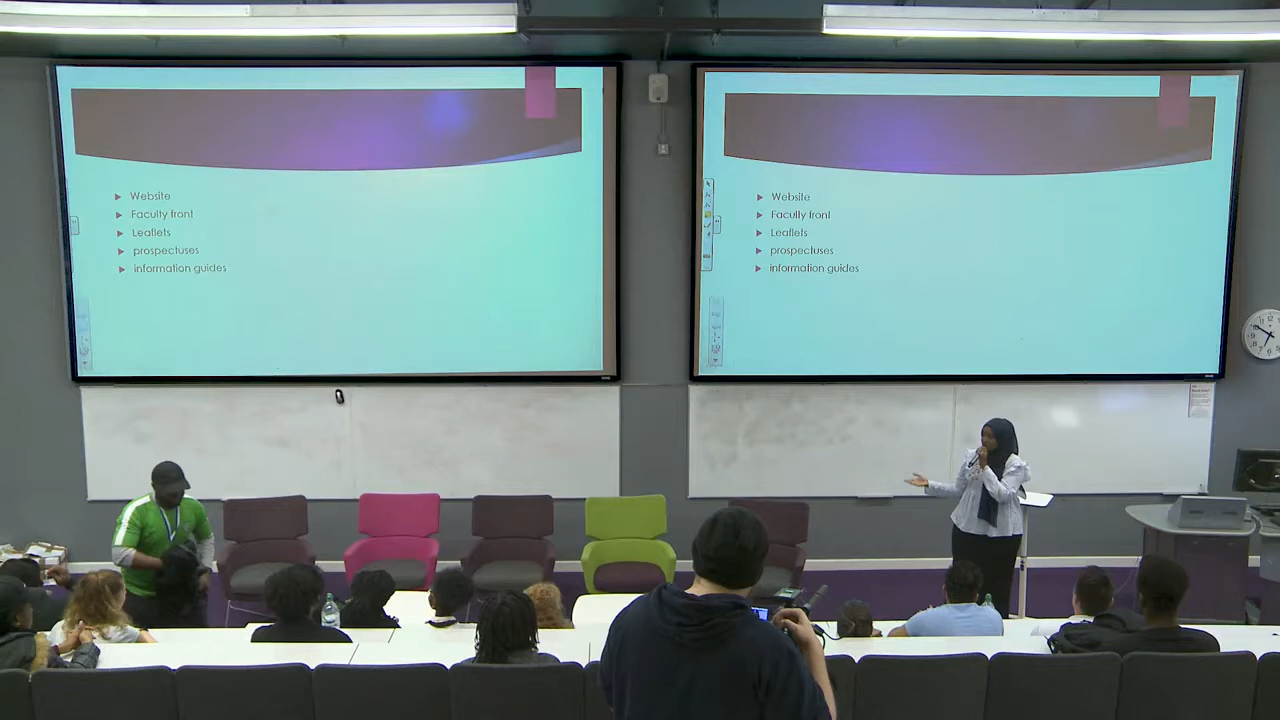 Website
Faculty front
Leaflets
prospectuses
information guides
Website
Faculty front
Leaflets
prospectuses
information guides